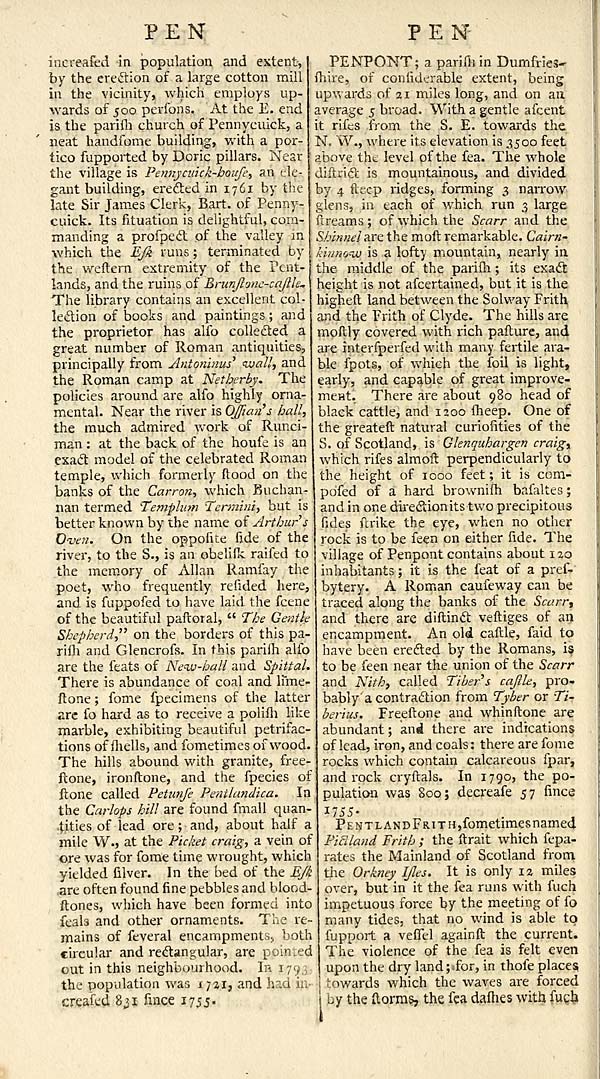 PEN
increaſed in population and extent,
by the erection of a large cotton mill
in the vicinity, which employs up-
wards of 500 perſons. At the E. end
is the pariſh church of Pennycuick, a
neat handſome building, with a por-
tico ſupported by Doric pillars. Near
the village is Pennycuick-houſe, an ele-
gant building, erected in 1761 by the
late Sir James Clerk, Bart. of Penny-
cuick. Its ſituation is delightful, com-
manding a proſpect of the valley in
which the Eſk runs; terminated by
the weſtern extremity of the Pent-
lands, and the ruins of Brunſtone-caſtle.
The library contains an excellent col-
lection of books and paintings; and
the proprietor has alſo collected a
great number of Roman antiquities,
principally from Antoninus' wall, and
the Roman camp at Netherby. The
policies around are alſo highly orna-
mental. Near the river is Oſſian's hall,
the much admired work of Runci-
man: at the back of the houſe is an
exact model of the celebrated Roman
temple, which formerly ſtood on the
banks of the Carron, which Buchan-
nan termed Templum Termini, but is
better known by the name of Arthur's
Oven. On the oppoſite ſide of the
river, to the S., is an obeliſk raiſed to
the memory of Allan Ramſay the
poet, who frequently reſided here,
and is ſuppoſed to have laid the ſcene
of the beautiful paſtoral, "The Gentle
Shepherd," on the borders of this pa-
riſh and Glencroſs. In this pariſh alſo
are the ſeats of New-hall and Spittal.
There is abundance of coal and lime-
ſtone; ſome ſpecimens of the latter
are ſo hard as to receive a poliſh like
marble, exhibiting beautiful petrifac-
tions of ſhells, and ſometimes of wood.
The hills abound with granite, free-
ſtone, ironſtone, and the ſpecies of
ſtone called Petunſe Pentlandica. In
the Carlops hill are found ſmall quan-
tities of lead ore; and, about half a
mile W., at the Picket craig, a vein of
ore was for ſome time wrought, which
yielded ſilver. In the bed of the Eſk
are often found fine pebbles and blood-
ſtones, which have been formed into
ſeals and other ornaments. The re-
mains of ſeveral encampments, both
circular and rectangular, are pointed
out in this neighbourhood. In 1793,
the population was 1721, and had in-
creaſed 831 ſince 1755.
PEN
PENPONT; a pariſh in Dumfries-
ſhire, of conſiderable extent, being
upwards of 21 miles long, and on an
average 5 broad. With a gentle aſcent
it riſes from the S. E. towards the
N. W., where its elevation is 3500 feet
above the level of the ſea. The whole
diſtrict is mountainous, and divided
by 4 ſteep ridges, forming 3 narrow
glens, in each of which run 3 large
ſtreams; of which the Scarr and the
Shinnel are the moſt remarkable. Cairn-
kinnow is a lofty mountain, nearly in
the middle of the pariſh; its exact
height is not aſcertained, but it is the
higheſt land between the Solway Frith
and the Frith of Clyde. The hills are
moſtly covered with rich paſture, and
are interſperſed with many fertile ara-
ble ſpots, of which the ſoil is light,
early, and capable of great improve-
ment. There are about 980 head of
black cattle, and 1200 ſheep. One of
the greateſt natural curioſities of the
S. of Scotland, is Glenquhargen craig,
which riſes almoſt perpendicularly to
the height of 1000 feet; it is com-
poſed of a hard browniſh baſaltes;
and in one direction its two precipitous
ſides ſtrike the eye, when no other
rock is to be ſeen on either ſide. The
village of Penpont contains about 120
inhabitants; it is the ſeat of a preſ-
bytery. A Roman cauſeway can be
traced along the banks of the Scarr,
and there are diſtinct veſtiges of an
encampment. An old caſtle, ſaid to
have been erected by the Romans, is
to be ſeen near the union of the Scarr
and Nith, called Tiber's caſtle, pro-
bably a contraction from Tyber or Ti-
berius. Freeſtone and whinſtone are
abundant; and there are indications
of lead, iron, and coals: there are ſome
rocks which contain calcareous ſpar,
and rock cryſtals. In 1790, the po-
pulation was 800; decreaſe 57 ſince
1755.
PENTLAND FRITH, ſometimes named
Pictland Frith; the ſtrait which ſepa-
rates the Mainland of Scotland from
the Orkney Iſles. It is only 12 miles
over, but in it the ſea runs with ſuch
impetuous force by the meeting of ſo
many tides, that no wind is able to
ſupport a veſſel againſt the current.
The violence of the ſea is felt even
upon the dry land; for, in thoſe places
towards which the waves are forced
by the ſtorms, the ſea daſhes with ſuch